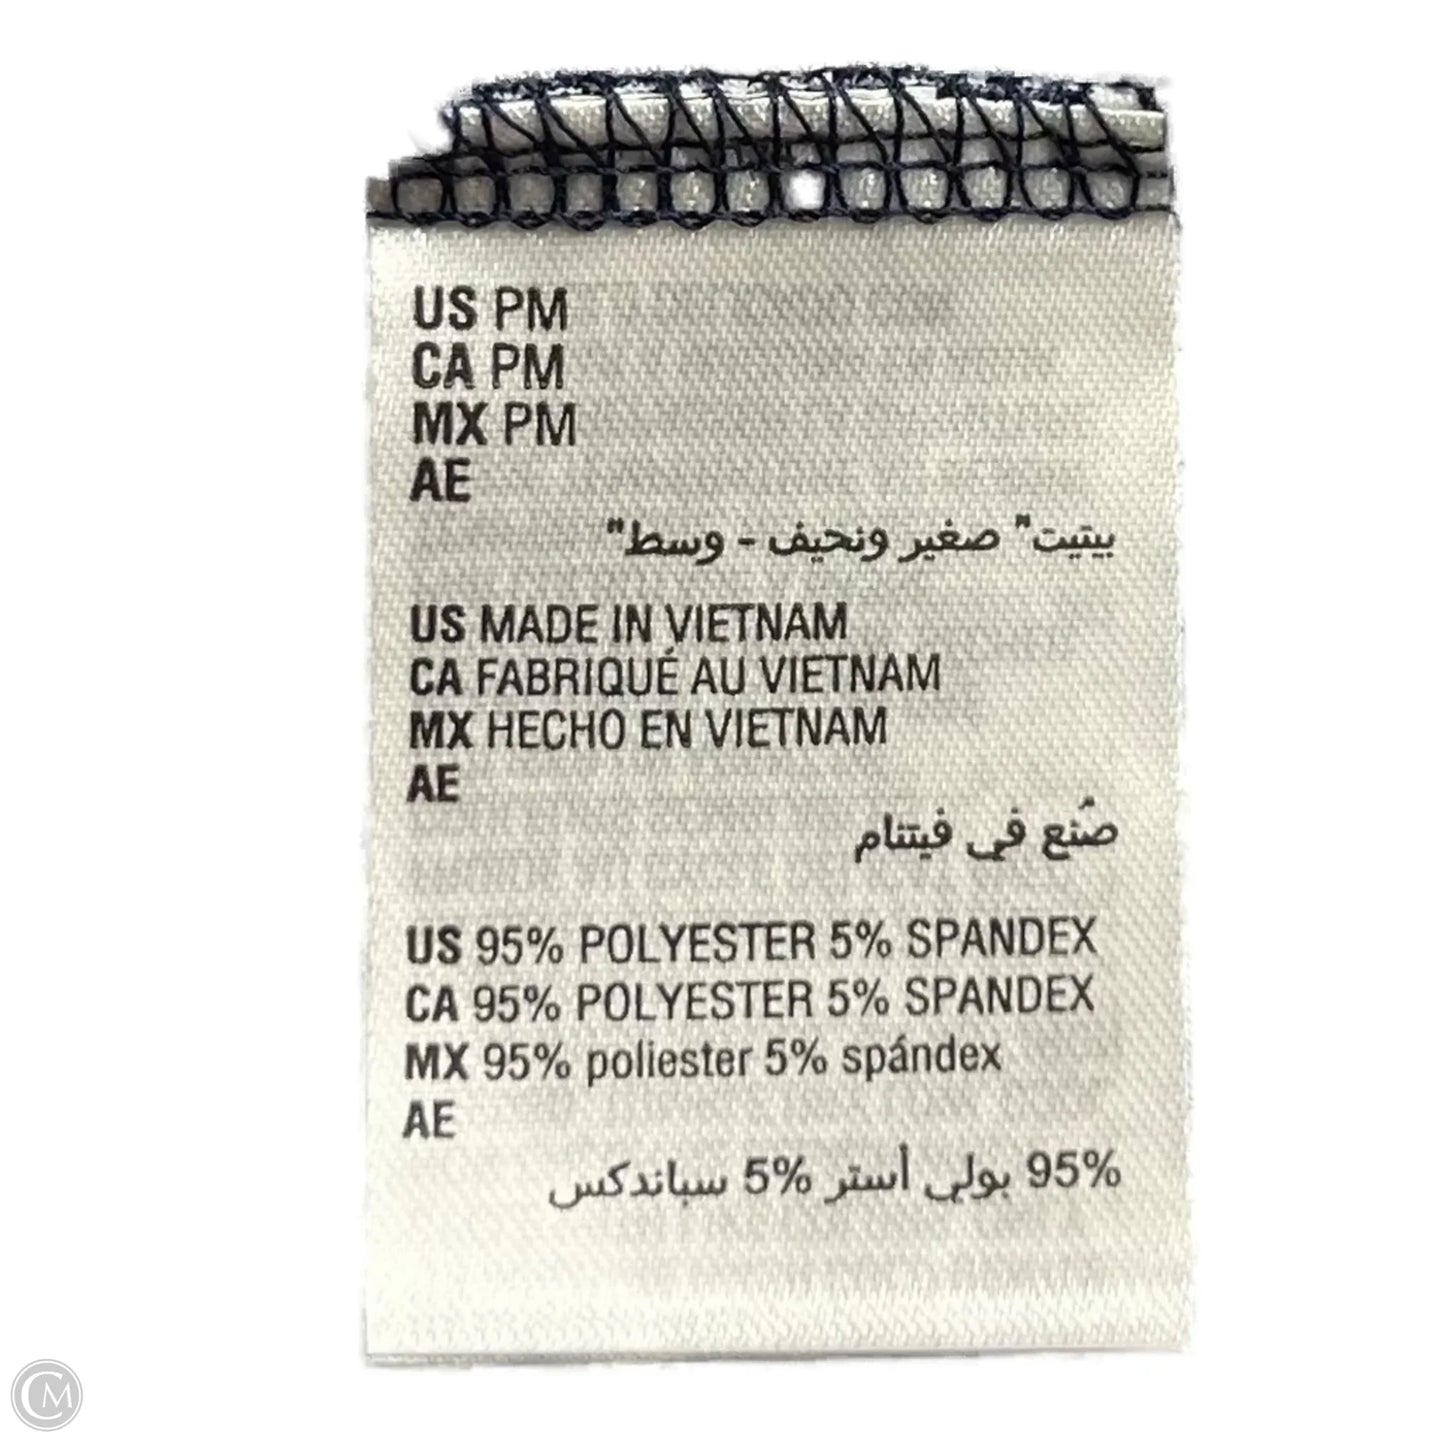 US PM
CA PM
MX PM
AE
بيتيت" صغير ونحيف - وسط"
US MADE IN VIETNAM
CA FABRIQUÉ AU VIETNAM
MX HECHO EN VIETNAM
AE
صُنع في فيتنام
US 95% POLYESTER 5% SPANDEX
CA 95% POLYESTER 5% SPANDEX
MX 95% poliester 5% spándex
AE
95% بولي أستر 5% سباندكس
CM